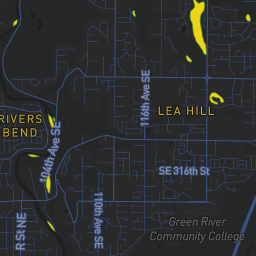 116th Ave SE
LEA HILL
RIVERS
BEND
104th Ave SE
SE 316th St
110th Ave SE
R St NE
Green River
Community College